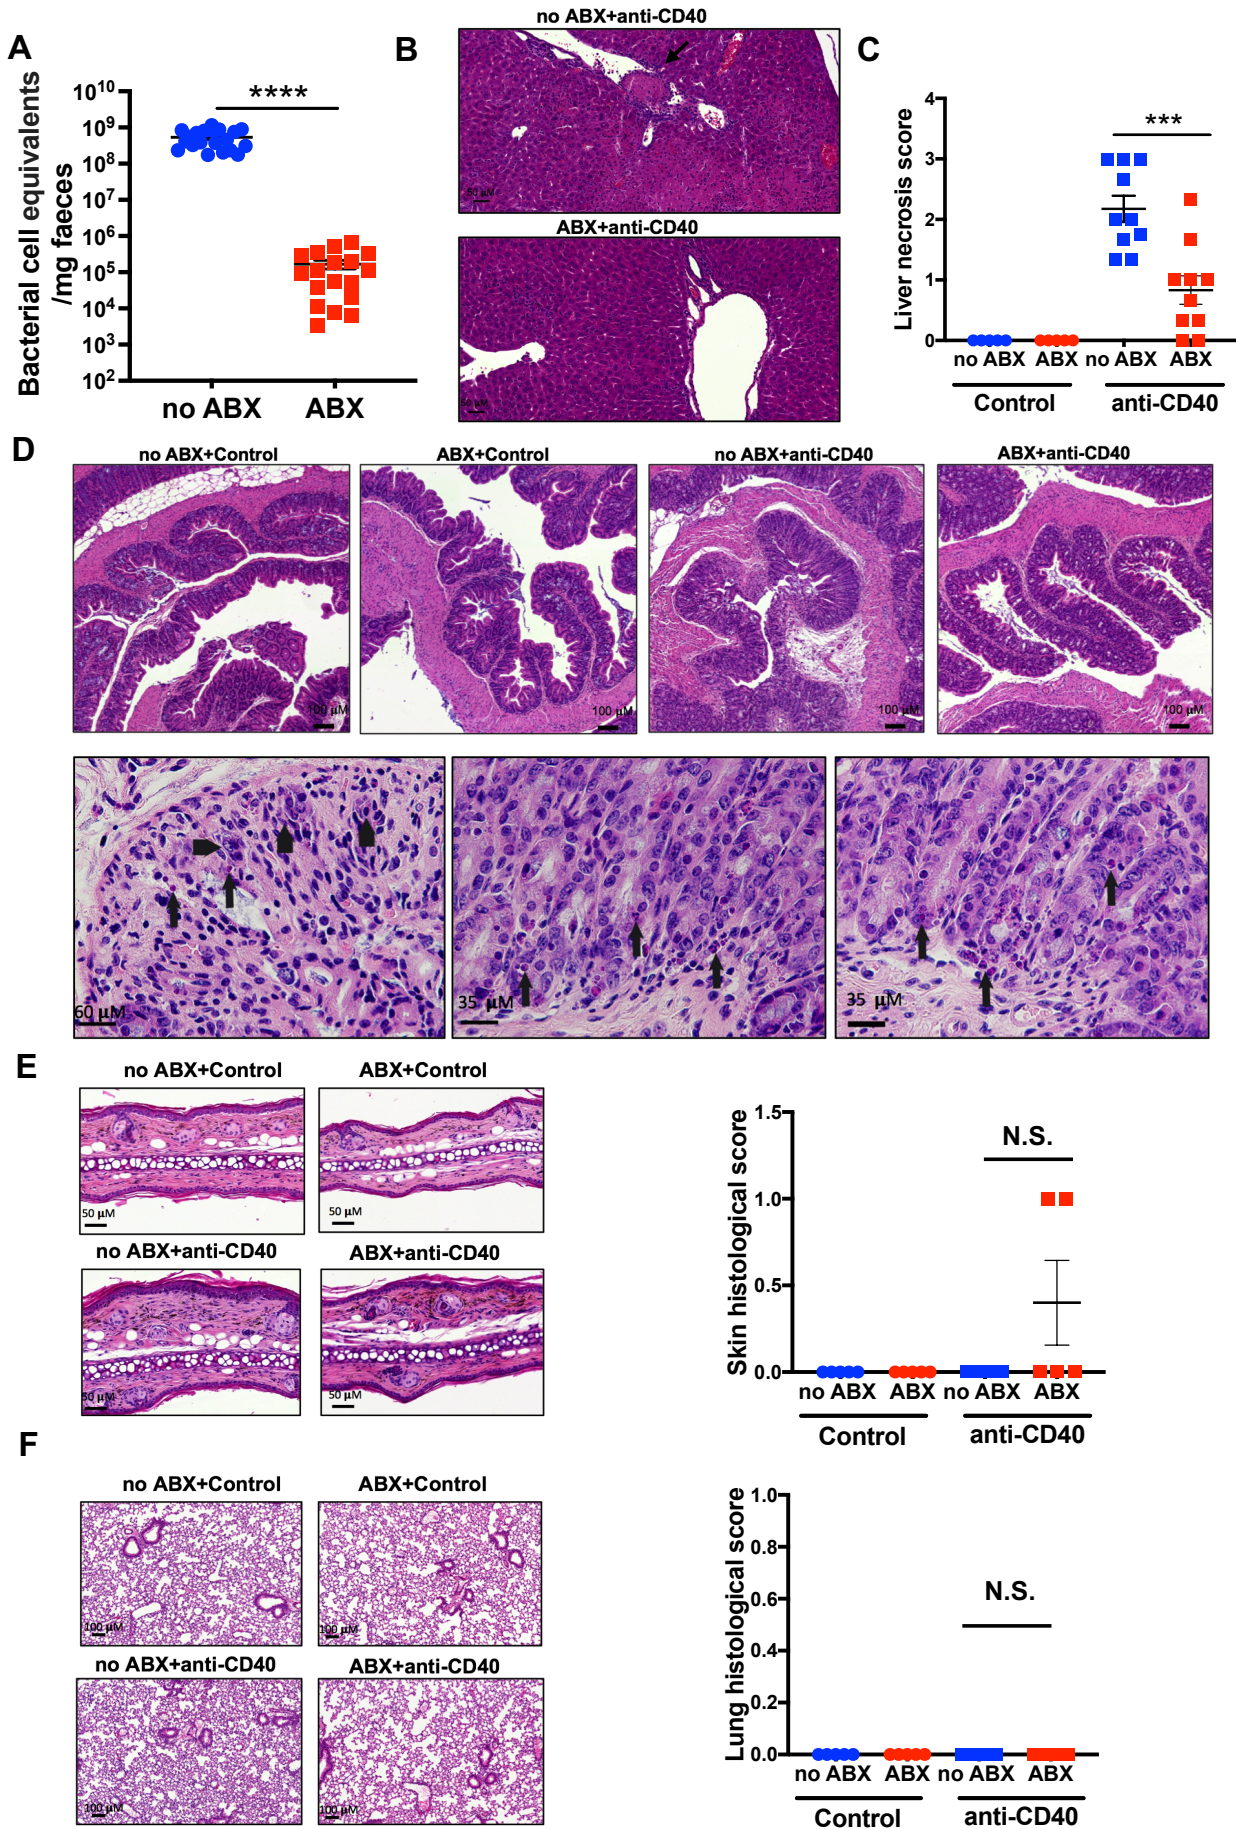 A
Bacterial cell equivalents
/mg faeces
10^10
10^9
10^8
10^7
10^6
10^5
10^4
10^3
10^2
****
no ABX
ABX
B
no ABX+anti-CD40
50 µM
ABX+anti-CD40
50 µM
C
Liver necrosis score
4
3
2
1
0
***
no ABX ABX no ABX ABX
Control
anti-CD40
D
no ABX+Control
ABX+Control
no ABX+anti-CD40
ABX+anti-CD40
100 µM
100 µM
100 µM
100 µM
60 µM
35 µM
35 µM
E
no ABX+Control
ABX+Control
50 µM
50 µM
no ABX+anti-CD40
ABX+anti-CD40
50 µM
50 µM
Skin histological score
1.5
1.0
0.5
0.0
N.S.
no ABX ABX no ABX ABX
Control
anti-CD40
F
no ABX+Control
ABX+Control
100 µM
100 µM
no ABX+anti-CD40
ABX+anti-CD40
100 µM
100 µM
Lung histological score
1.0
0.8
0.6
0.4
0.2
0.0
N.S.
no ABX ABX no ABX ABX
Control
anti-CD40